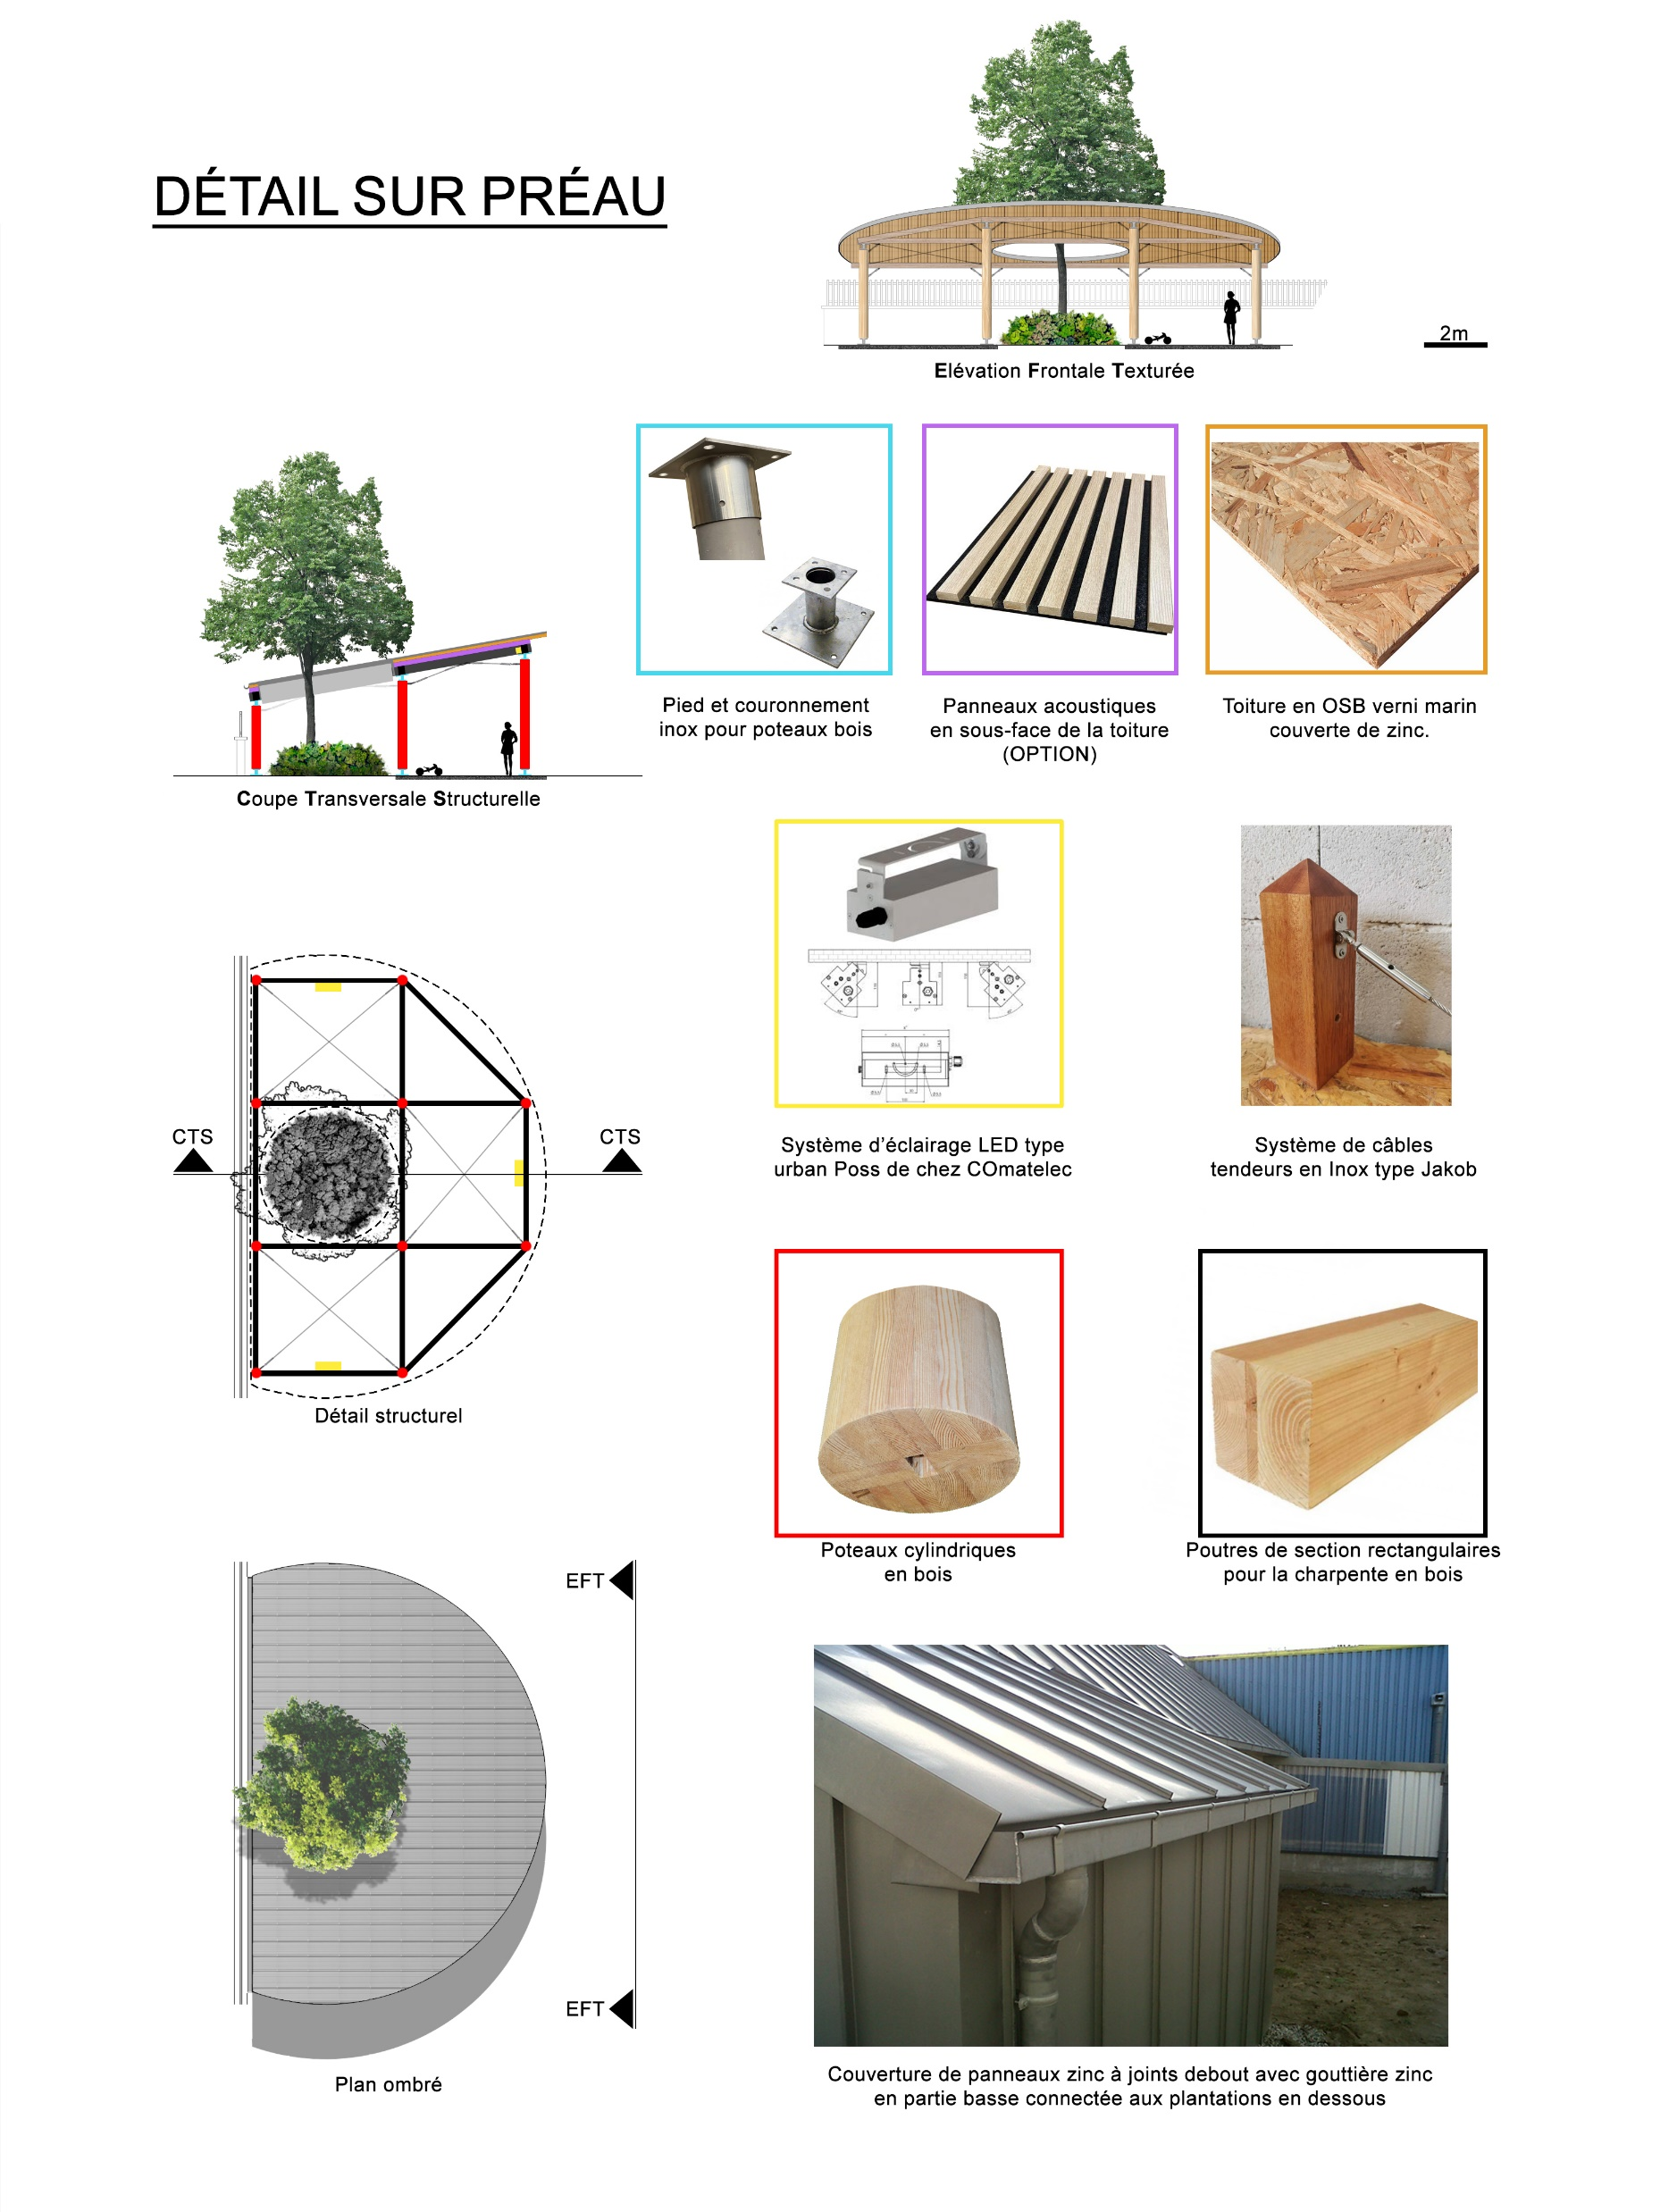 DÉTAIL SUR PRÉAU
2m
Elévation Frontale Texturée
Pied et couronnement
inox pour poteaux bois
Panneaux acoustiques
en sous-face de la toiture
(OPTION)
Toiture en OSB verni marin
couverte de zinc.
Coupe Transversale Structurelle
Système d'éclairage LED type
urban Poss de chez COmatelec
Système de câbles
tendeurs en Inox type Jakob
CTS
CTS
Détail structurel
Poteaux cylindriques
en bois
Poutres de section rectangulaires
pour la charpente en bois
EFT
EFT
Plan ombré
Couverture de panneaux zinc à joints debout avec gouttière zinc
en partie basse connectée aux plantations en dessous